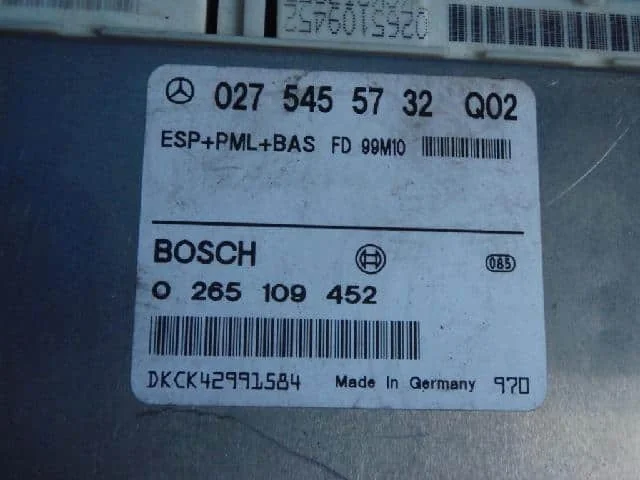 0265109452
027 545 57 32 Q02
ESP+PML+BAS FD 99M10
BOSCH
085
0 265 109 452
DKCK42991584 Made In Germany 970